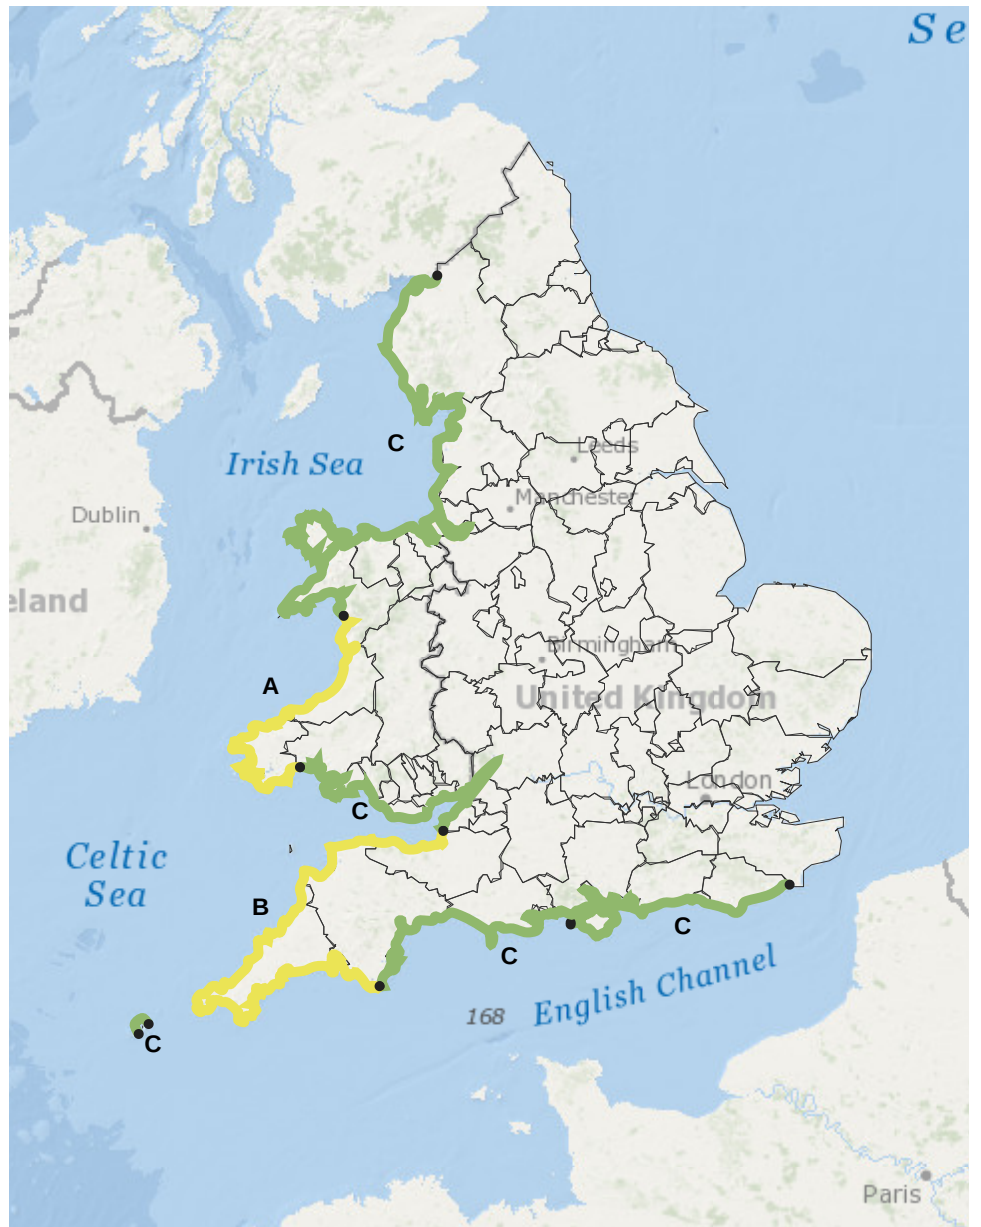 Se
Leeds
C
Irish Sea
Manchester
Dublin
eland
Birmingham
A
United Kingdom
London
C
Celtic
Sea
B
C
C
English Channel
168
C
Paris